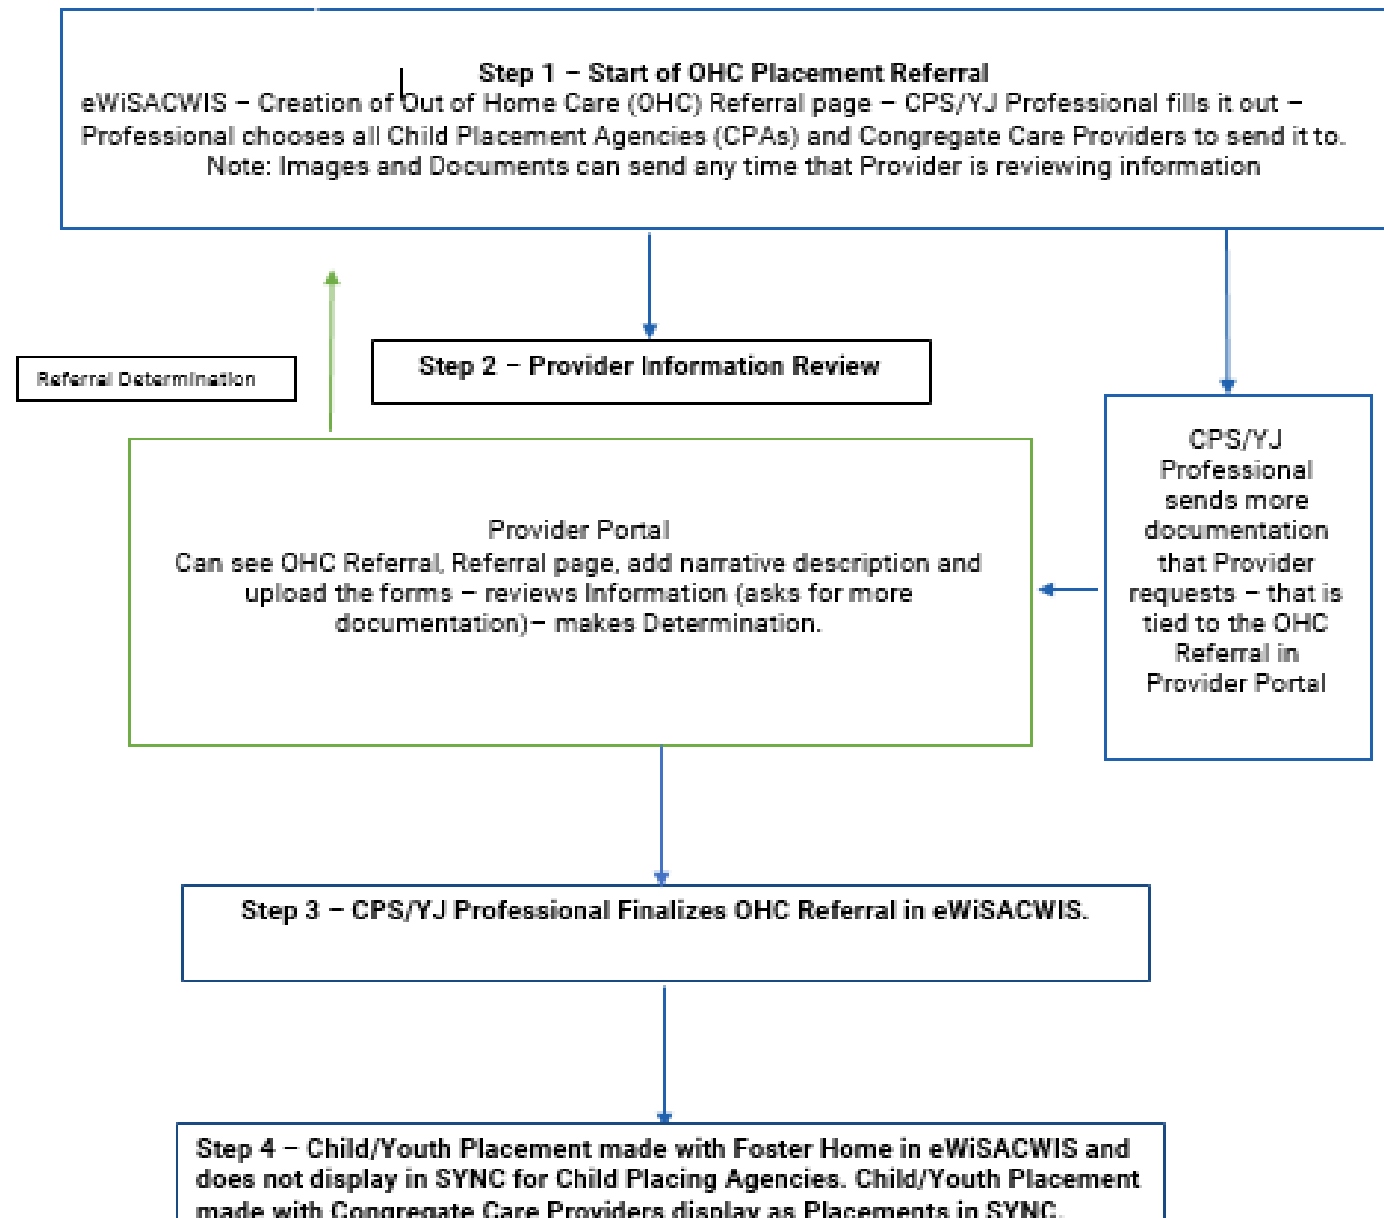 Step 1 – Start of OHC Placement Referral
eWiSACWIS – Creation of Out of Home Care (OHC) Referral page – CPS/YJ Professional fills it out –
Professional chooses all Child Placement Agencies (CPAs) and Congregate Care Providers to send it to.
Note: Images and Documents can send any time that Provider is reviewing information
Step 2 – Provider Information Review
Referral Determination
CPS/YJ
Professional
sends more
documentation
that Provider
requests – that is
tied to the OHC
Referral in
Provider Portal
Provider Portal
Can see OHC Referral, Referral page, add narrative description and
upload the forms – reviews Information (asks for more
documentation)– makes Determination.
Step 3 – CPS/YJ Professional Finalizes OHC Referral in eWiSACWIS.
Step 4 – Child/Youth Placement made with Foster Home in eWiSACWIS and
does not display in SYNC for Child Placing Agencies. Child/Youth Placement
made with Congregate Care Providers display as Placements in SYNC.